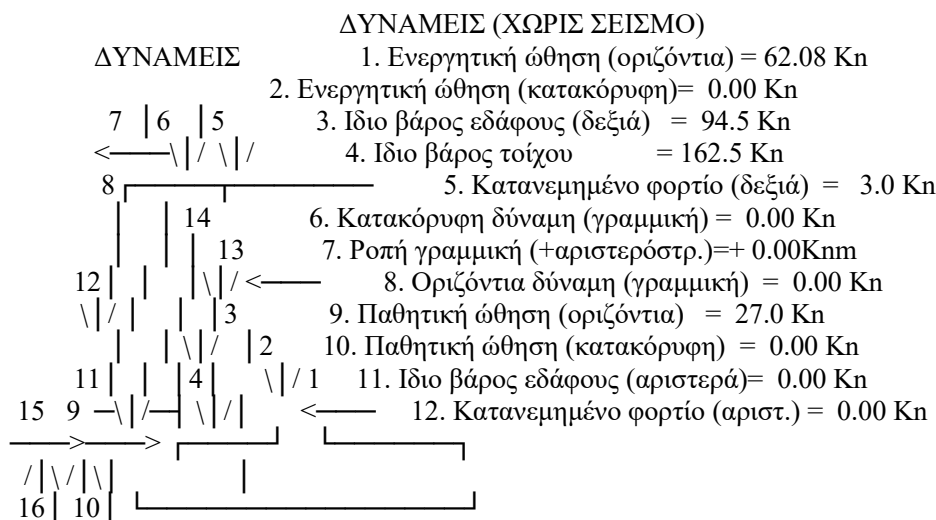 ΔΥΝΑΜΕΙΣ (ΧΩΡΙΣ ΣΕΙΣΜΟ)
ΔΥΝΑΜΕΙΣ 1. Ενεργητική ώθηση (οριζόντια) = 62.08 Kn
2. Ενεργητική ώθηση (κατακόρυφη)= 0.00 Kn
7 6 5 3. Ιδιο βάρος εδάφους (δεξιά) = 94.5 Kn
4. Ιδιο βάρος τοίχου = 162.5 Kn
8 5. Κατανεμημένο φορτίο (δεξιά) = 3.0 Kn
14 6. Κατακόρυφη δύναμη (γραμμική) = 0.00 Kn
13 7. Ροπή γραμμική (+αριστερόστρ.)=+ 0.00Knm
12 8. Οριζόντια δύναμη (γραμμική) = 0.00 Kn
3 9. Παθητική ώθηση (οριζόντια) = 27.0 Kn
2 10. Παθητική ώθηση (κατακόρυφη) = 0.00 Kn
11 4 1 11. Ιδιο βάρος εδάφους (αριστερά)= 0.00 Kn
15 9 12. Κατανεμημένο φορτίο (αριστ.) = 0.00 Kn
16 10